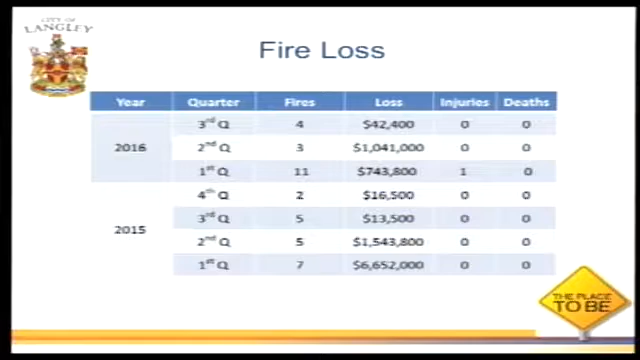 CITY OF
LANGLEY
Fire Loss
Year Quarter Fires Loss Injuries Deaths
3rd Q 4 $42,400 0 0
2016 2nd Q 3 $1,041,000 0 0
1st Q 11 $743,800 1 0
4th Q 2 $16,500 0 0
3rd Q 5 $13,500 0 0
2015
2nd Q 5 $1,543,800 0 0
1st Q 7 $6,652,000 0 0
THE PLACE
TO BE